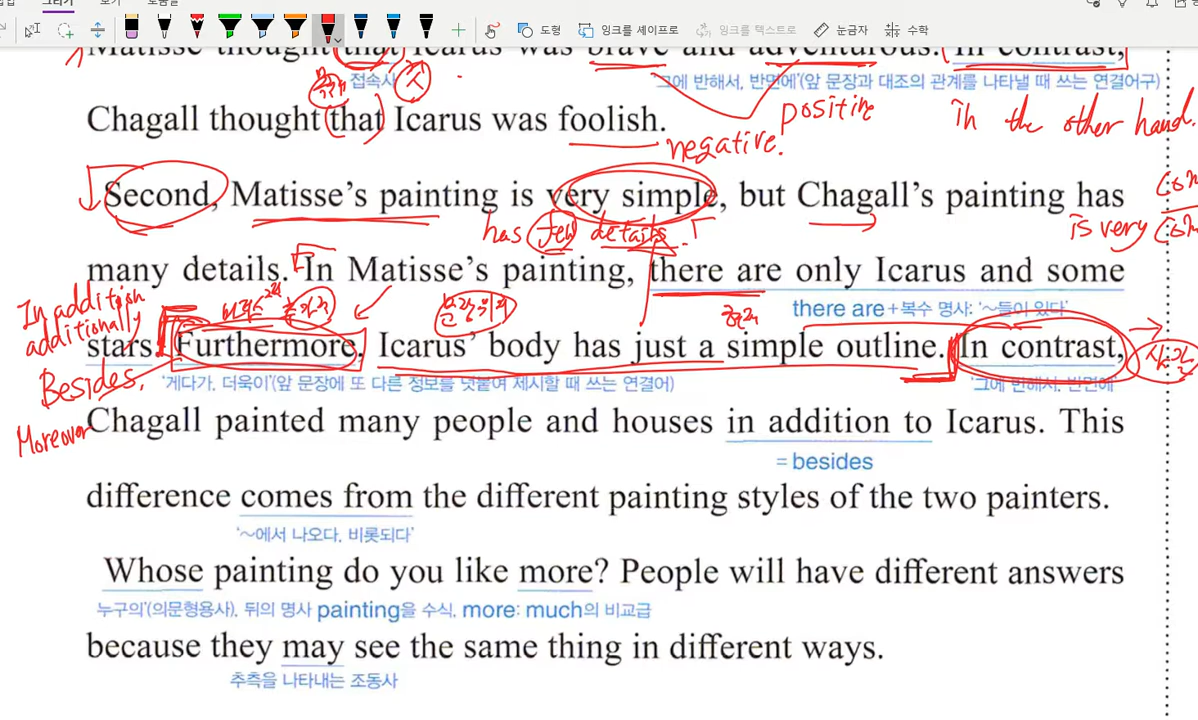 그리기 보기 도움말
도형 잉크를 셰이프로 잉크를 텍스트로 눈금자 수학
Matisse thought that Icarus was brave and adventurous. In contrast,
접속사 그에 반해서, 반면에'(앞 문장과 대조의 관계를 나타낼 때 쓰는 연결어구)
positive In the other hand.
Chagall thought that Icarus was foolish.
negative.
Second, Matisse's painting is very simple, but Chagall's painting has
has few details. is very
many details. In Matisse's painting, there are only Icarus and some
In addition there are+복수 명사: '~들이 있다'
additionally
stars. Furthermore, Icarus' body has just a simple outline. In contrast,
Besides, '게다가, 더욱이'(앞 문장에 또 다른 정보를 덧붙여 제시할 때 쓰는 연결어) '그에 반해서, 반면에'
Moreover
Chagall painted many people and houses in addition to Icarus. This
= besides
difference comes from the different painting styles of the two painters.
'~에서 나오다, 비롯되다'
Whose painting do you like more? People will have different answers
누구의'(의문형용사), 뒤의 명사 painting을 수식, more: much의 비교급
because they may see the same thing in different ways.
추측을 나타내는 조동사